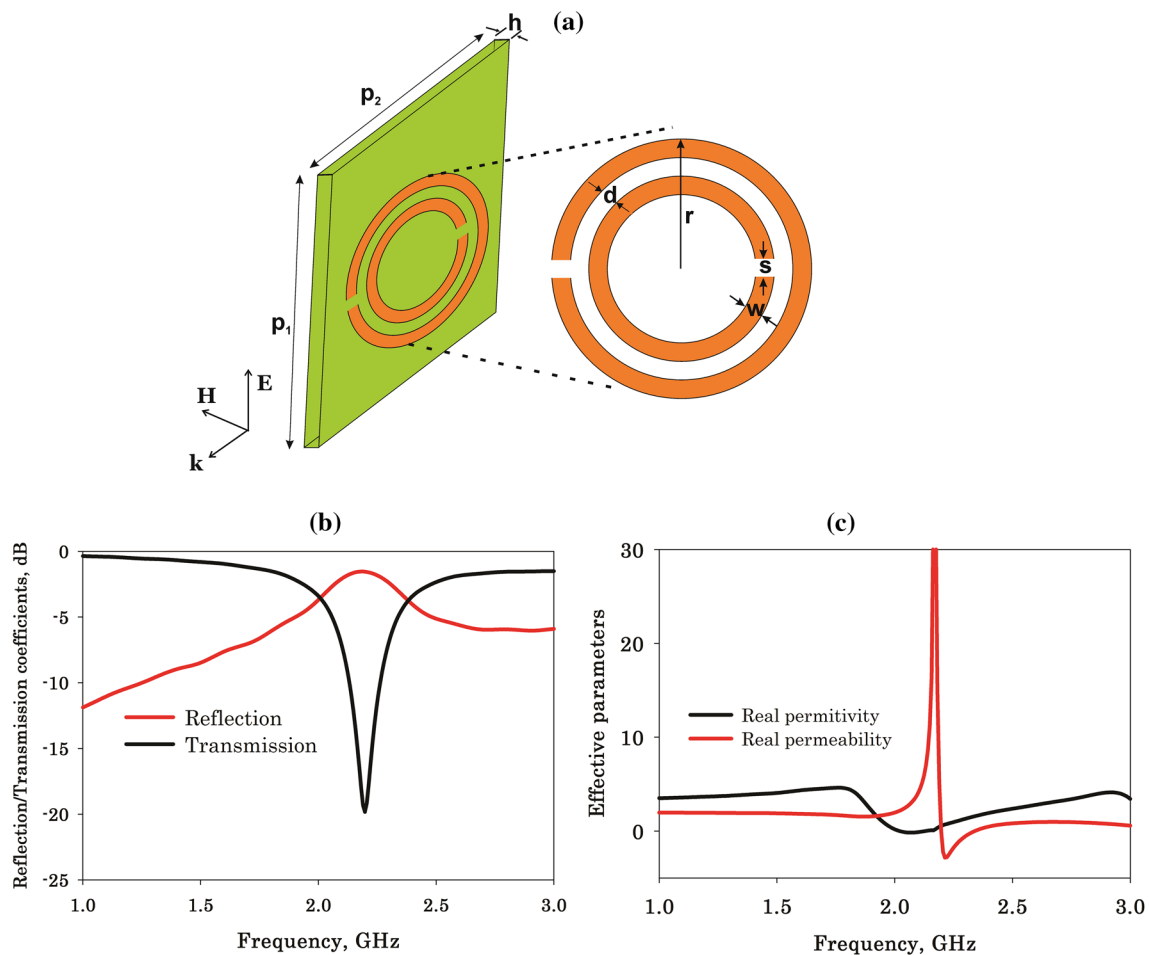 (a)
h
p2
p1
d
r
s
w
E
H
k
(b)
Reflection/Transmission coefficients, dB
0
-5
-10
-15
-20
-25
Reflection
Transmission
1.0 1.5 2.0 2.5 3.0
Frequency, GHz
(c)
Effective parameters
30
20
10
0
Real permitivity
Real permeability
1.0 1.5 2.0 2.5 3.0
Frequency, GHz